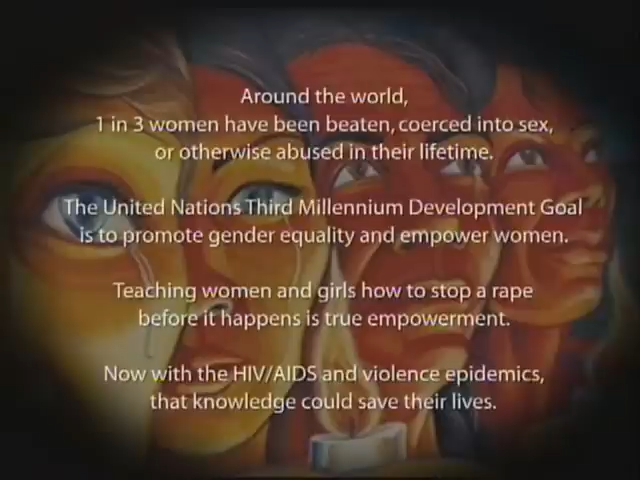 Around the world,
1 in 3 women have been beaten, coerced into sex,
or otherwise abused in their lifetime.
The United Nations Third Millennium Development Goal
is to promote gender equality and empower women.
Teaching women and girls how to stop a rape
before it happens is true empowerment.
Now with the HIV/AIDS and violence epidemics,
that knowledge could save their lives.